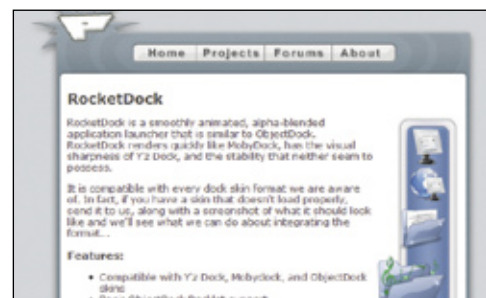 Home Projects Forums About
RocketDock
RocketDock is a smoothly animated, alpha-blended
application launcher that is similar to ObjectDock.
RocketDock renders quickly like MobyDock, has the visual
sharpness of Y'z Dock, and the stability that neither seem to
possess.
It is compatible with every dock skin format we are aware
of. In fact, if you have a skin that doesn't load properly,
send it to us, along with a screenshot of what it should look
like and we'll see what we can do about integrating the
format...
Features:
Compatible with Y'z Dock, MobyDock, and ObjectDock
skins